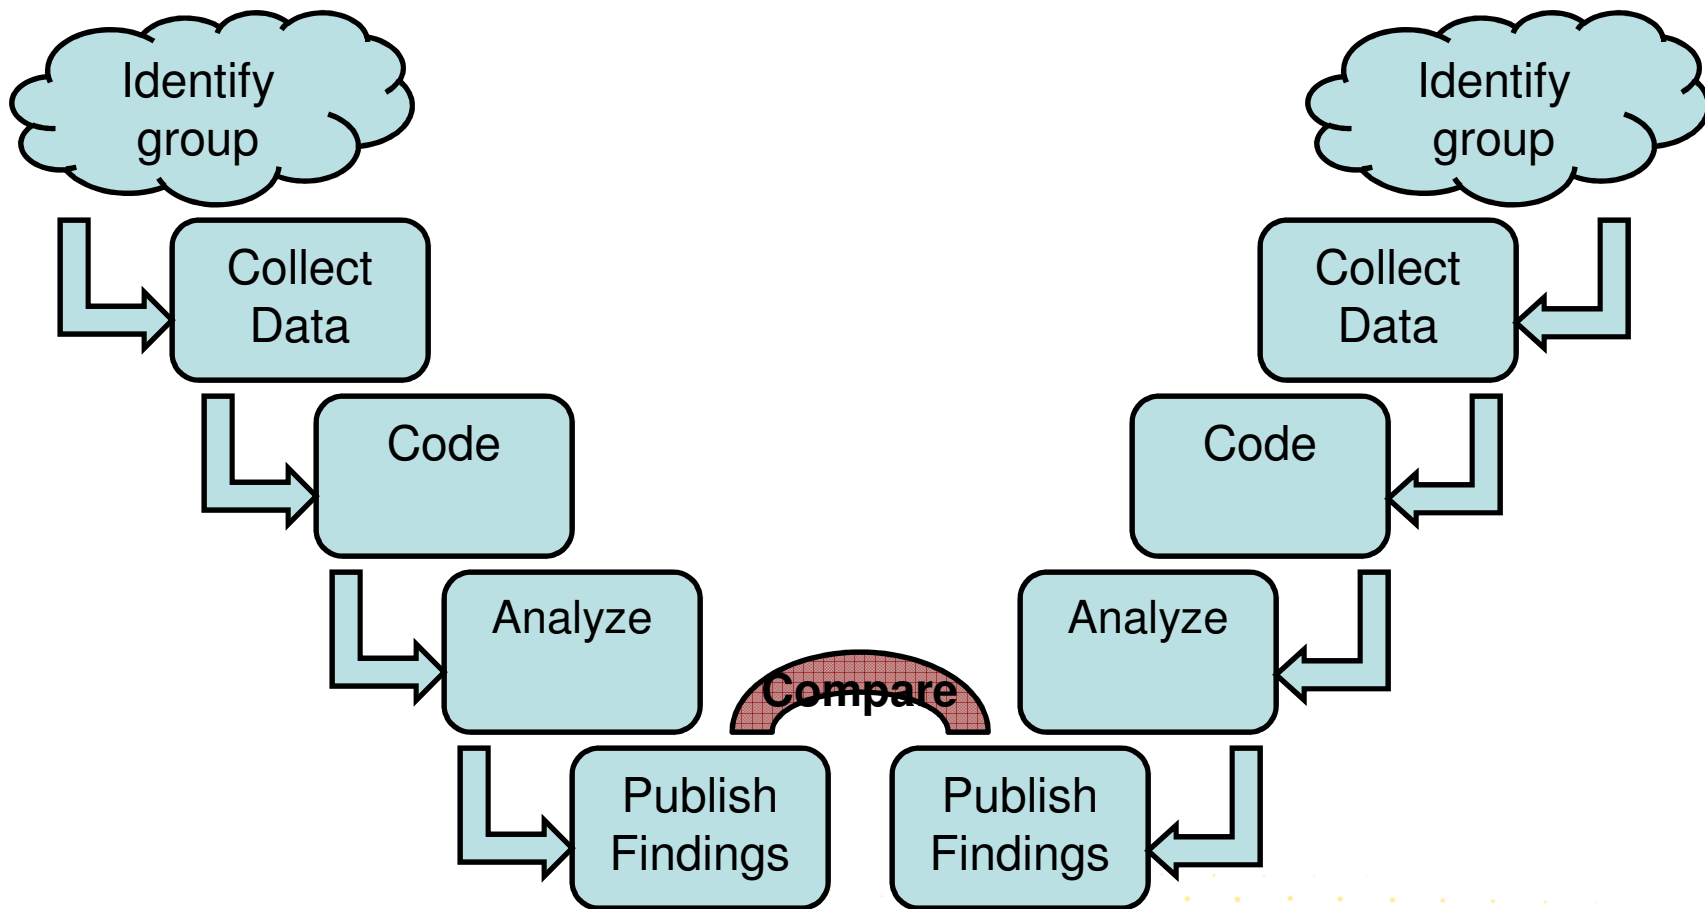 Identify
group
Collect
Data
Code
Analyze
Publish
Findings
Compare
Identify
group
Collect
Data
Code
Analyze
Publish
Findings